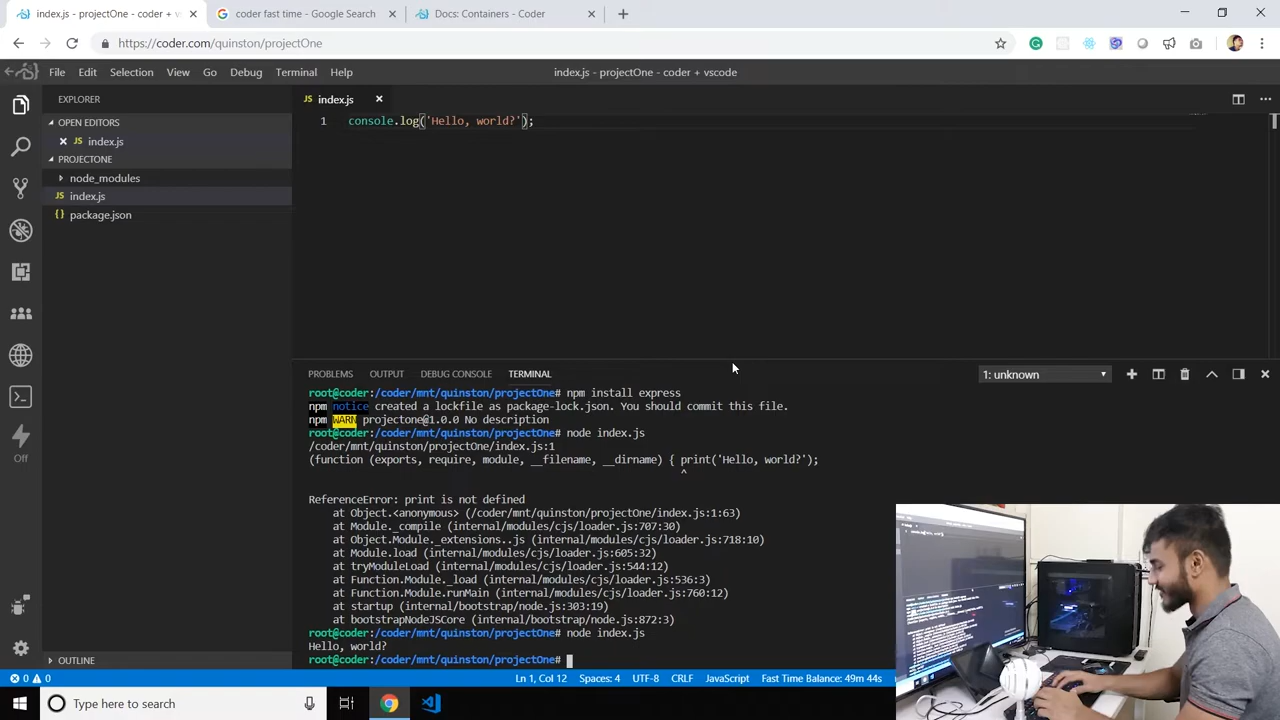 index.js - projectOne - coder + vs
coder fast time - Google Search
Docs: Containers - Coder
https://coder.com/quinston/projectOne
File Edit Selection View Go Debug Terminal Help
index.js - projectOne - coder + vscode
EXPLORER
OPEN EDITORS
JS index.js
PROJECTONE
node_modules
JS index.js
{} package.json
Off
OUTLINE
JS index.js
1 console.log('Hello, world?');
PROBLEMS OUTPUT DEBUG CONSOLE TERMINAL
1: unknown
root@coder:/coder/mnt/quinston/projectOne# npm install express
npm notice created a lockfile as package-lock.json. You should commit this file.
npm WARN projectone@1.0.0 No description
root@coder:/coder/mnt/quinston/projectOne# node index.js
/coder/mnt/quinston/projectOne/index.js:1
(function (exports, require, module, __filename, __dirname) { print('Hello, world?');
^
ReferenceError: print is not defined
at Object.<anonymous> (/coder/mnt/quinston/projectOne/index.js:1:63)
at Module._compile (internal/modules/cjs/loader.js:707:30)
at Object.Module._extensions..js (internal/modules/cjs/loader.js:718:10)
at Module.load (internal/modules/cjs/loader.js:605:32)
at tryModuleLoad (internal/modules/cjs/loader.js:544:12)
at Function.Module._load (internal/modules/cjs/loader.js:536:3)
at Function.Module.runMain (internal/modules/cjs/loader.js:760:12)
at startup (internal/bootstrap/node.js:303:19)
at bootstrapNodeJSCore (internal/bootstrap/node.js:872:3)
root@coder:/coder/mnt/quinston/projectOne# node index.js
Hello, world?
root@coder:/coder/mnt/quinston/projectOne#
0 0
Ln 1, Col 12 Spaces: 4 UTF-8 CRLF JavaScript Fast Time Balance: 49m 44s
Type here to search